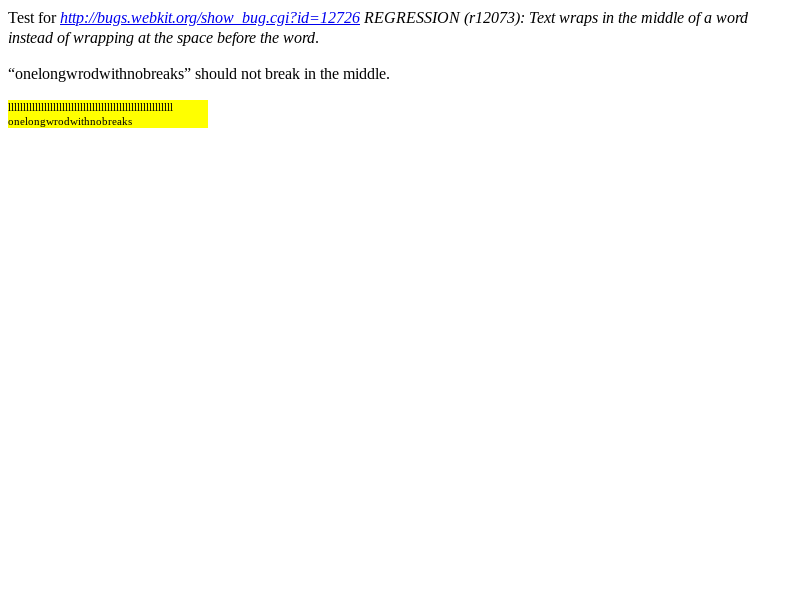 Test for http://bugs.webkit.org/show_bug.cgi?id=12726 REGRESSION (r12073): Text wraps in the middle of a word
instead of wrapping at the space before the word.
“onelongwrodwithnobreaks” should not break in the middle.
lllllllllllllllllllllllllllllllllllllllllllllllllllllll
onelongwrodwithnobreaks